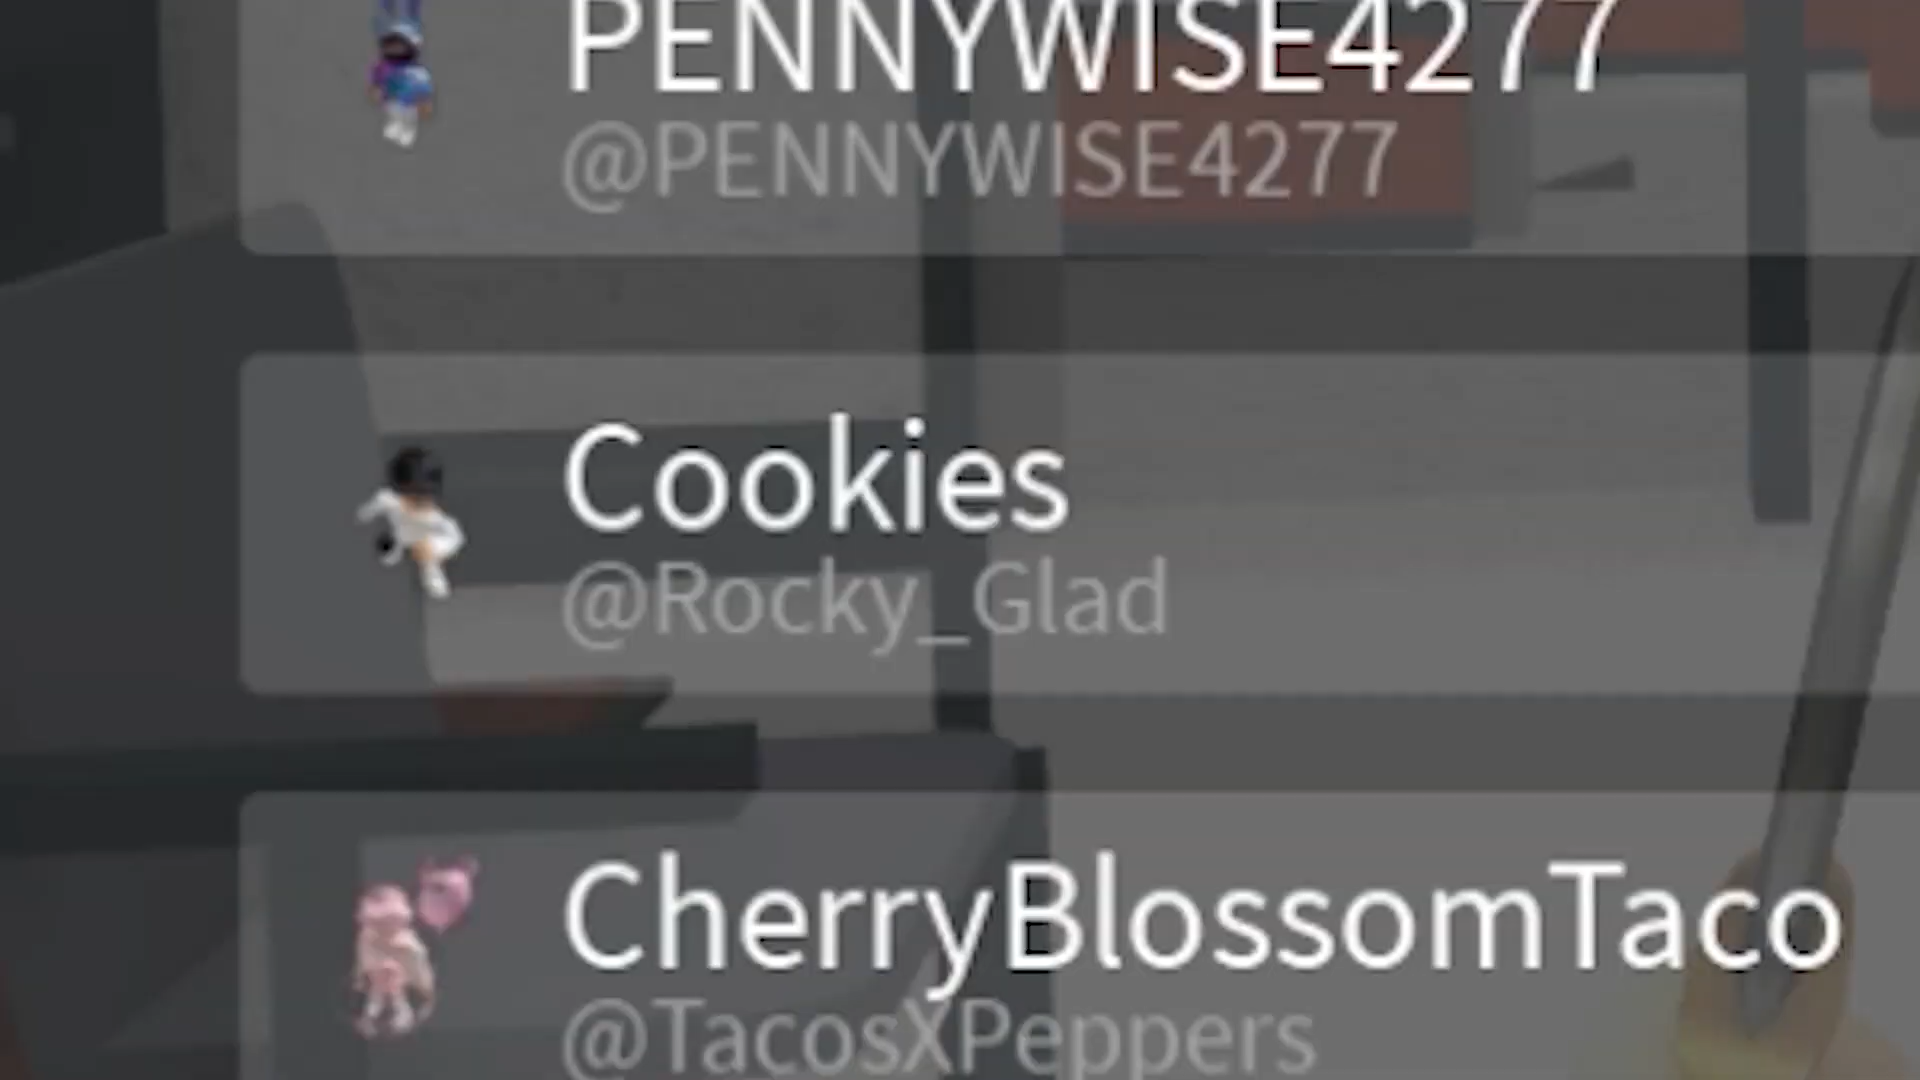 PENNYWISE4277
@PENNYWISE4277
Cookies
@Rocky_Glad
CherryBlossomTaco
@TacosXPeppers